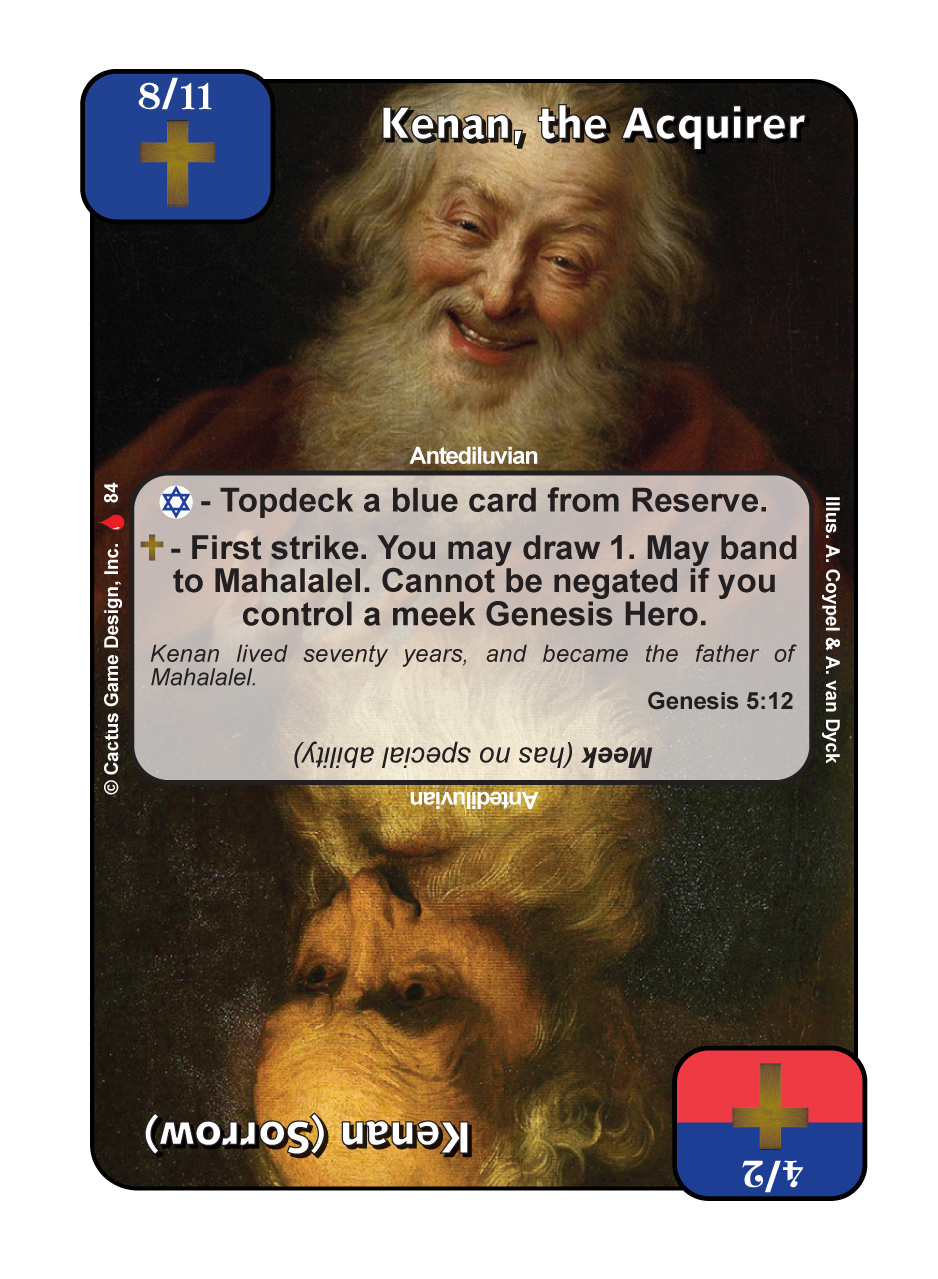 8/11
Kenan, the Acquirer
Antediluvian
- Topdeck a blue card from Reserve.
- First strike. You may draw 1. May band
to Mahalalel. Cannot be negated if you
control a meek Genesis Hero.
Kenan lived seventy years, and became the father of
Mahalalel.
Genesis 5:12
© Cactus Game Design, Inc. 84
Illus. A. Coypel & A. van Dyck
Meek (has no special ability)
Antediluvian
Kenan (Sorrow)
4/2